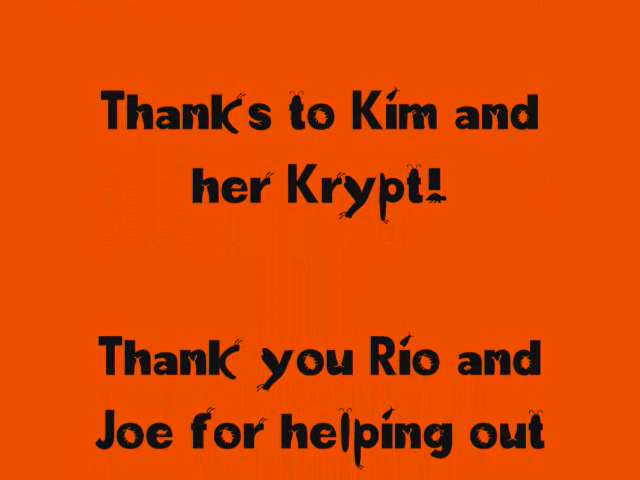 Thanks to Kim and
her Krypt!
Thank you Rio and
Joe for helping out